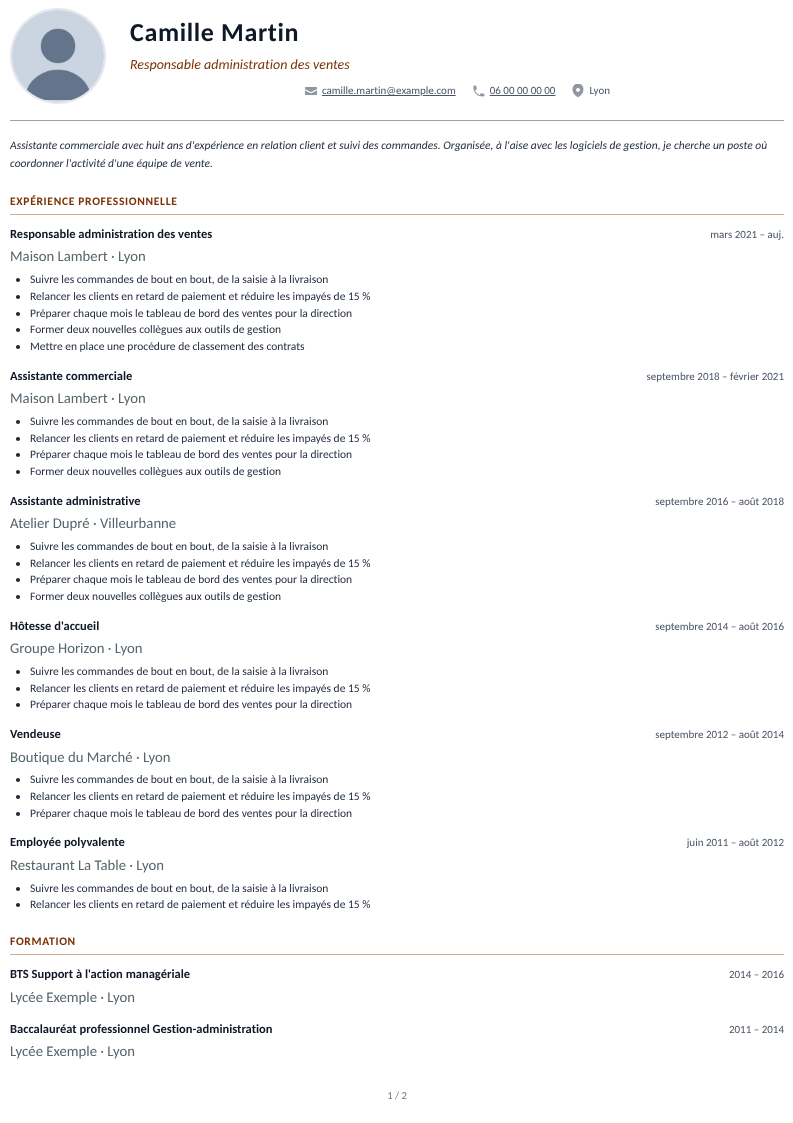 Camille Martin
Responsable administration des ventes
camille.martin@example.com 06 00 00 00 00 Lyon
Assistante commerciale avec huit ans d'expérience en relation client et suivi des commandes. Organisée, à l'aise avec les logiciels de gestion, je cherche un poste où
coordonner l'activité d'une équipe de vente.
EXPÉRIENCE PROFESSIONNELLE
Responsable administration des ventes mars 2021 – auj.
Maison Lambert · Lyon
• Suivre les commandes de bout en bout, de la saisie à la livraison
• Relancer les clients en retard de paiement et réduire les impayés de 15 %
• Préparer chaque mois le tableau de bord des ventes pour la direction
• Former deux nouvelles collègues aux outils de gestion
• Mettre en place une procédure de classement des contrats
Assistante commerciale septembre 2018 – février 2021
Maison Lambert · Lyon
• Suivre les commandes de bout en bout, de la saisie à la livraison
• Relancer les clients en retard de paiement et réduire les impayés de 15 %
• Préparer chaque mois le tableau de bord des ventes pour la direction
• Former deux nouvelles collègues aux outils de gestion
Assistante administrative septembre 2016 – août 2018
Atelier Dupré · Villeurbanne
• Suivre les commandes de bout en bout, de la saisie à la livraison
• Relancer les clients en retard de paiement et réduire les impayés de 15 %
• Préparer chaque mois le tableau de bord des ventes pour la direction
• Former deux nouvelles collègues aux outils de gestion
Hôtesse d'accueil septembre 2014 – août 2016
Groupe Horizon · Lyon
• Suivre les commandes de bout en bout, de la saisie à la livraison
• Relancer les clients en retard de paiement et réduire les impayés de 15 %
• Préparer chaque mois le tableau de bord des ventes pour la direction
Vendeuse septembre 2012 – août 2014
Boutique du Marché · Lyon
• Suivre les commandes de bout en bout, de la saisie à la livraison
• Relancer les clients en retard de paiement et réduire les impayés de 15 %
• Préparer chaque mois le tableau de bord des ventes pour la direction
Employée polyvalente juin 2011 – août 2012
Restaurant La Table · Lyon
• Suivre les commandes de bout en bout, de la saisie à la livraison
• Relancer les clients en retard de paiement et réduire les impayés de 15 %
FORMATION
BTS Support à l'action managériale 2014 – 2016
Lycée Exemple · Lyon
Baccalauréat professionnel Gestion-administration 2011 – 2014
Lycée Exemple · Lyon
1 / 2